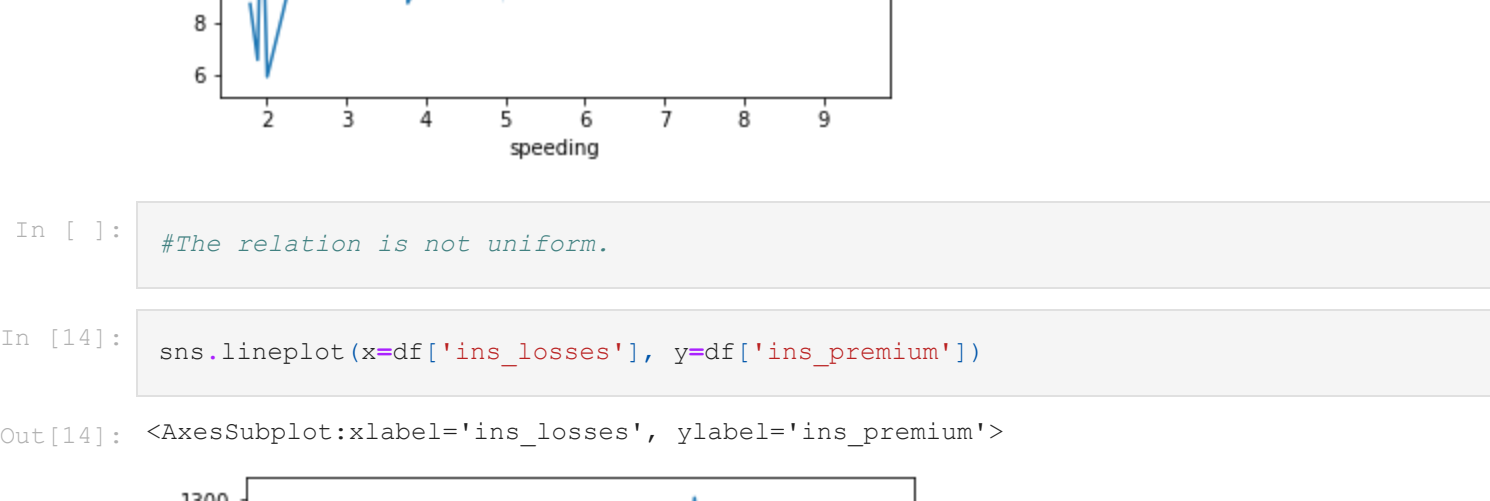 8
6
2 3 4 5 6 7 8 9
speeding
In [ ]: #The relation is not uniform.
In [14]: sns.lineplot(x=df['ins_losses'], y=df['ins_premium'])
Out[14]: <AxesSubplot:xlabel='ins_losses', ylabel='ins_premium'>
1300